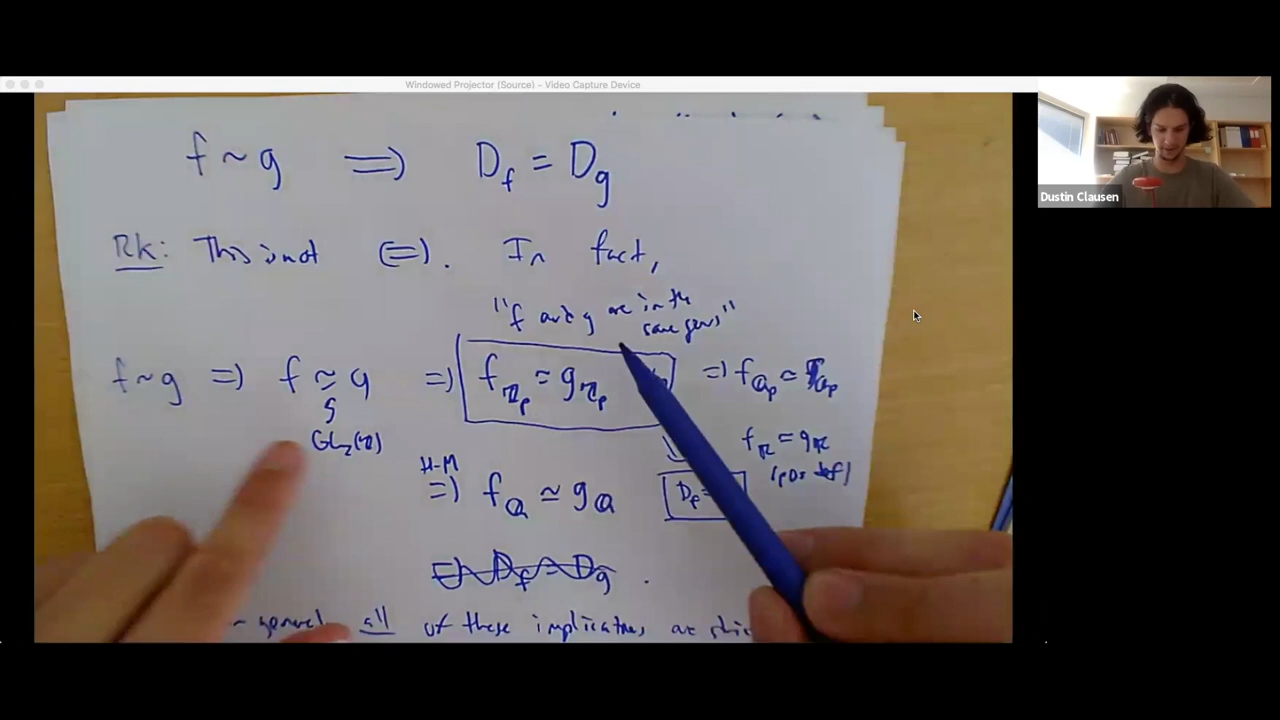 Windowed Projector (Source) - Video Capture Device
Dustin Clausen
f ~ g ⟹ D_f = D_g
Rk: This is not ⟸). In fact,
"f and g are in the
same genus"
f ~ g ⟹ f ≃ g ⟹ f_{ℤ_p} ≃ g_{ℤ_p} ⟹ f_{ℚ_p} ≃ g_{ℚ_p}
GL_2(ℤ) f_ℝ ≃ g_ℝ
(pos def)
H-M
⟹ f_ℚ ≃ g_ℚ D_f =
general all of these implications are